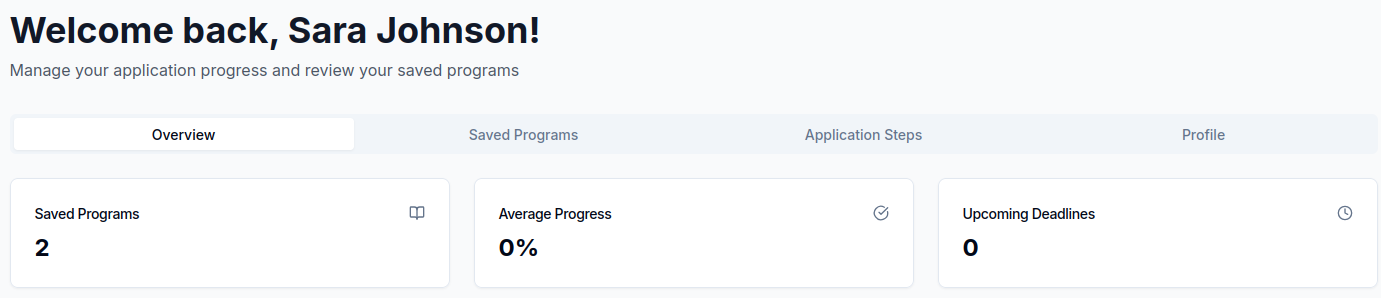 Welcome back, Sara Johnson!
Manage your application progress and review your saved programs
Overview
Saved Programs
Application Steps
Profile
Saved Programs
2
Average Progress
0%
Upcoming Deadlines
0